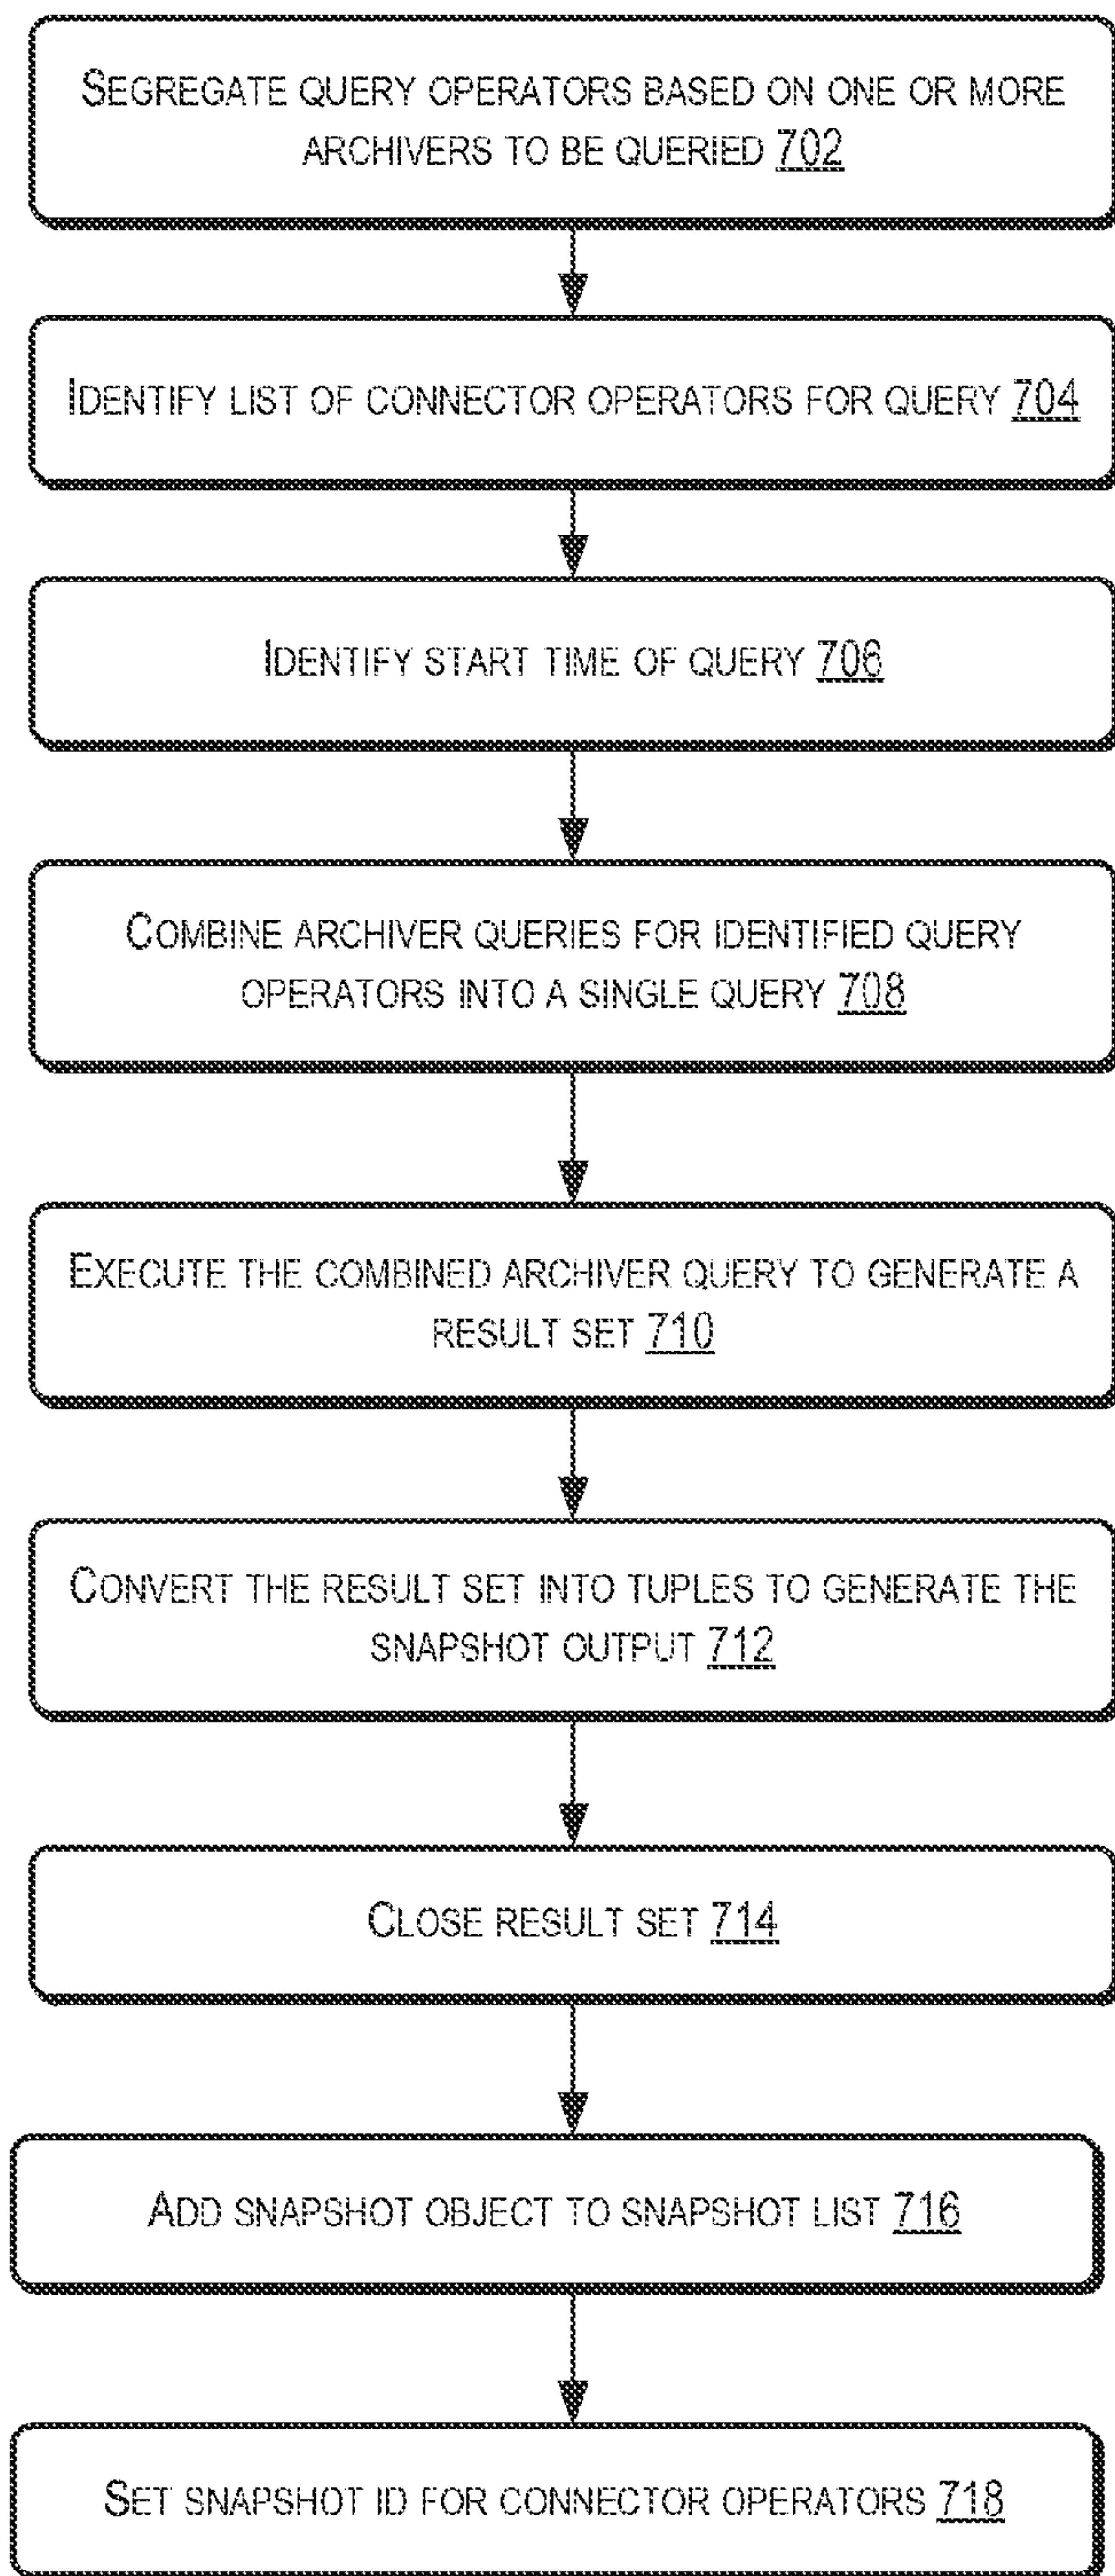 SEGREGATE QUERY OPERATORS BASED ON ONE OR MORE
ARCHIVERS TO BE QUERIED 702
IDENTIFY LIST OF CONNECTOR OPERATORS FOR QUERY 704
IDENTIFY START TIME OF QUERY 706
COMBINE ARCHIVER QUERIES FOR IDENTIFIED QUERY
OPERATORS INTO A SINGLE QUERY 708
EXECUTE THE COMBINED ARCHIVER QUERY TO GENERATE A
RESULT SET 710
CONVERT THE RESULT SET INTO TUPLES TO GENERATE THE
SNAPSHOT OUTPUT 712
CLOSE RESULT SET 714
ADD SNAPSHOT OBJECT TO SNAPSHOT LIST 716
SET SNAPSHOT ID FOR CONNECTOR OPERATORS 718